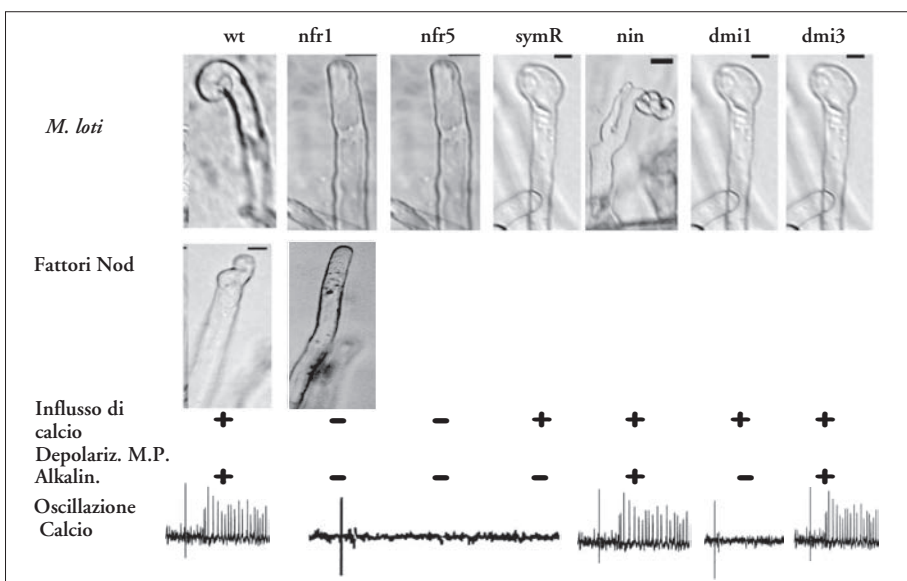 wt nfr1 nfr5 symR nin dmi1 dmi3
M. loti
Fattori Nod
Influsso di
calcio
+ − − + + + +
Depolariz. M.P.
Alkalin.
+ − − − + − +
Oscillazione
Calcio